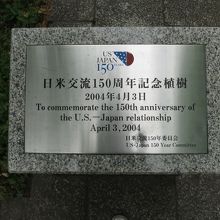 US
JAPAN
150
日米交流150周年記念植樹
2004年4月3日
To commemorate the 150th anniversary of
the U.S.—Japan relationship
April 3, 2004
日米交流150年委員会
US-Japan 150 Year Committee